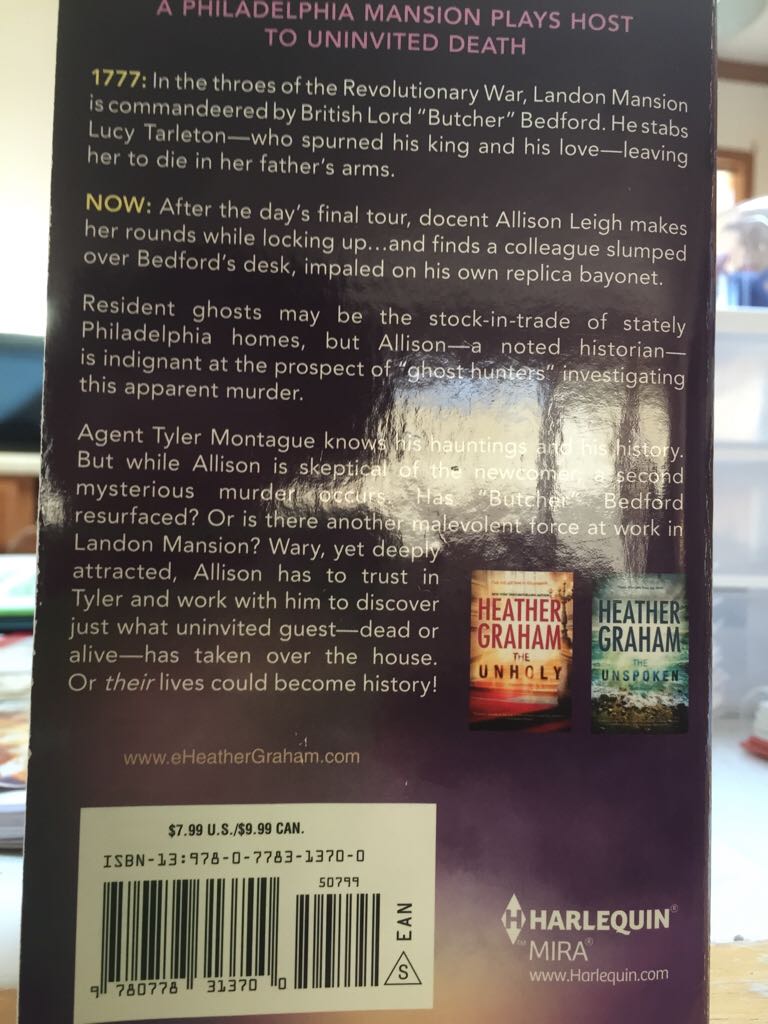 A PHILADELPHIA MANSION PLAYS HOST
TO UNINVITED DEATH
1777: In the throes of the Revolutionary War, Landon Mansion
is commandeered by British Lord "Butcher" Bedford. He stabs
Lucy Tarleton—who spurned his king and his love—leaving
her to die in her father's arms.
NOW: After the day's final tour, docent Allison Leigh makes
her rounds while locking up...and finds a colleague slumped
over Bedford's desk, impaled on his own replica bayonet.
Resident ghosts may be the stock-in-trade of stately
Philadelphia homes, but Allison—a noted historian—
is indignant at the prospect of "ghost hunters" investigating
this apparent murder.
Agent Tyler Montague knows his hauntings and his history.
But while Allison is skeptical of the newcomer, a second
mysterious murder occurs. Has "Butcher" Bedford
resurfaced? Or is there another malevolent force at work in
Landon Mansion? Wary, yet deeply
attracted, Allison has to trust in
Tyler and work with him to discover
just what uninvited guest—dead or
alive—has taken over the house.
Or their lives could become history!
HEATHER
GRAHAM
THE
UNHOLY
HEATHER
GRAHAM
THE
UNSPOKEN
www.eHeatherGraham.com
$7.99 U.S./$9.99 CAN.
ISBN-13:978-0-7783-1370-0
50799
9 780778 313700
EAN
S
H HARLEQUIN®
™ MIRA®
www.Harlequin.com